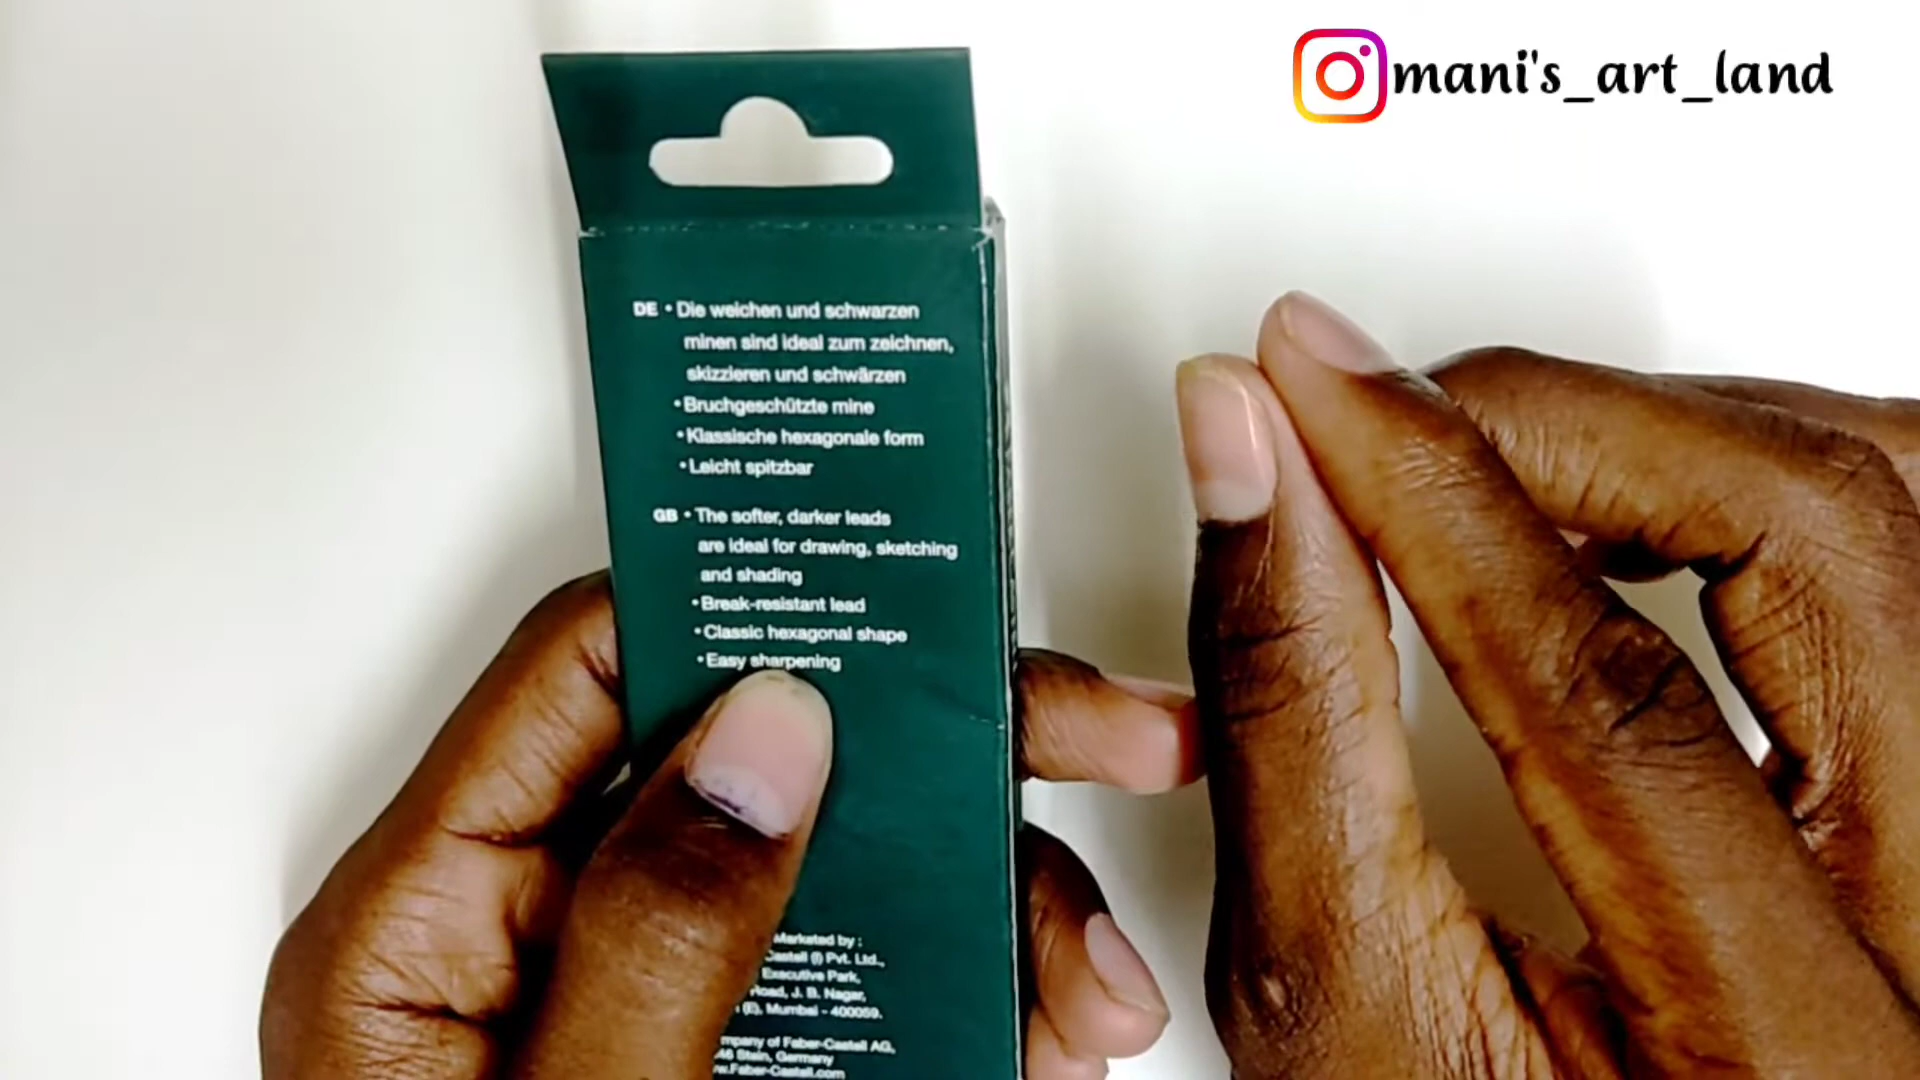 mani's_art_land
DE • Die weichen und schwarzen
minen sind ideal zum zeichnen,
skizzieren und schwärzen
• Bruchgeschützte mine
• Klassische hexagonale form
• Leicht spitzbar
GB • The softer, darker leads
are ideal for drawing, sketching
and shading
• Break-resistant lead
• Classic hexagonal shape
• Easy sharpening
Marketed by :
Castell (I) Pvt. Ltd.,
Executive Park,
Road, J. B. Nagar,
(E), Mumbai - 400059.
of Faber-Castell AG,
Stein, Germany
Faber-Castell.com